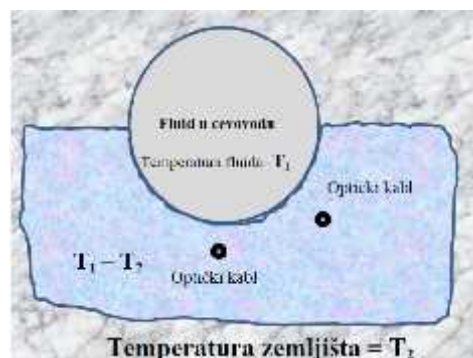 Fluid u cevovodu
Temperatura fluida T₁
Optički kabl
T₁ – T₂
Optički kabl
Temperatura zemljišta = T₂